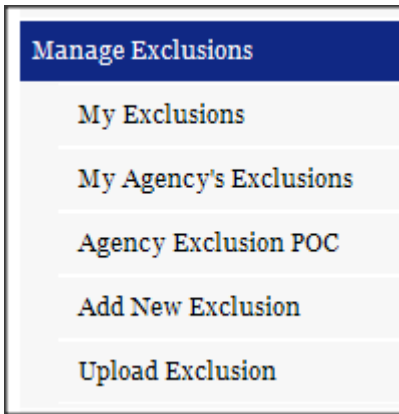 Manage Exclusions
My Exclusions
My Agency's Exclusions
Agency Exclusion POC
Add New Exclusion
Upload Exclusion